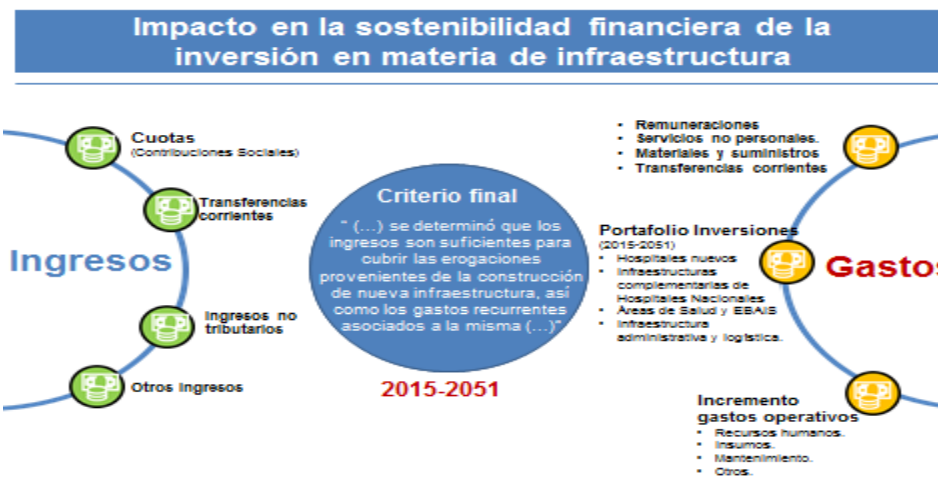 Impacto en la sostenibilidad financiera de la
inversión en materia de infraestructura
Ingresos
Cuotas
(Contribuciones Sociales)
Transferencias
corrientes
Ingresos no
tributarios
Otros Ingresos
Criterio final
" (...) se determinó que los
ingresos son suficientes para
cubrir las erogaciones
provenientes de la construcción
de nueva infraestructura, así
como los gastos recurrentes
asociados a la misma (...)"
2015-2051
• Remuneraciones
• Servicios no personales.
• Materiales y suministros
• Transferencias corrientes
Portafolio Inversiones
(2015-2051)
• Hospitales nuevos
• Infraestructuras
complementarias de
Hospitales Nacionales
• Áreas de Salud y EBAIS
• Infraestructura
administrativa y logística.
Gastos
Incremento
gastos operativos
• Recursos humanos.
• Insumos.
• Mantenimiento.
• Otros.